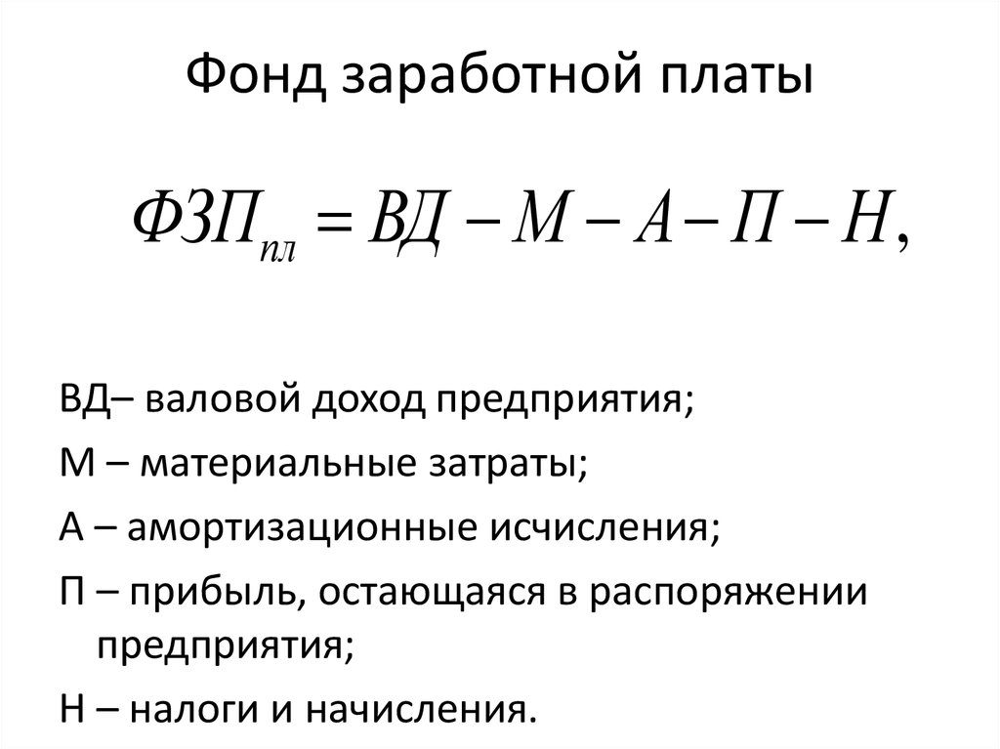 Фонд заработной платы
ФЗПпл = ВД − М − А − П − Н,
ВД– валовой доход предприятия;
М – материальные затраты;
А – амортизационные исчисления;
П – прибыль, остающаяся в распоряжении
предприятия;
Н – налоги и начисления.